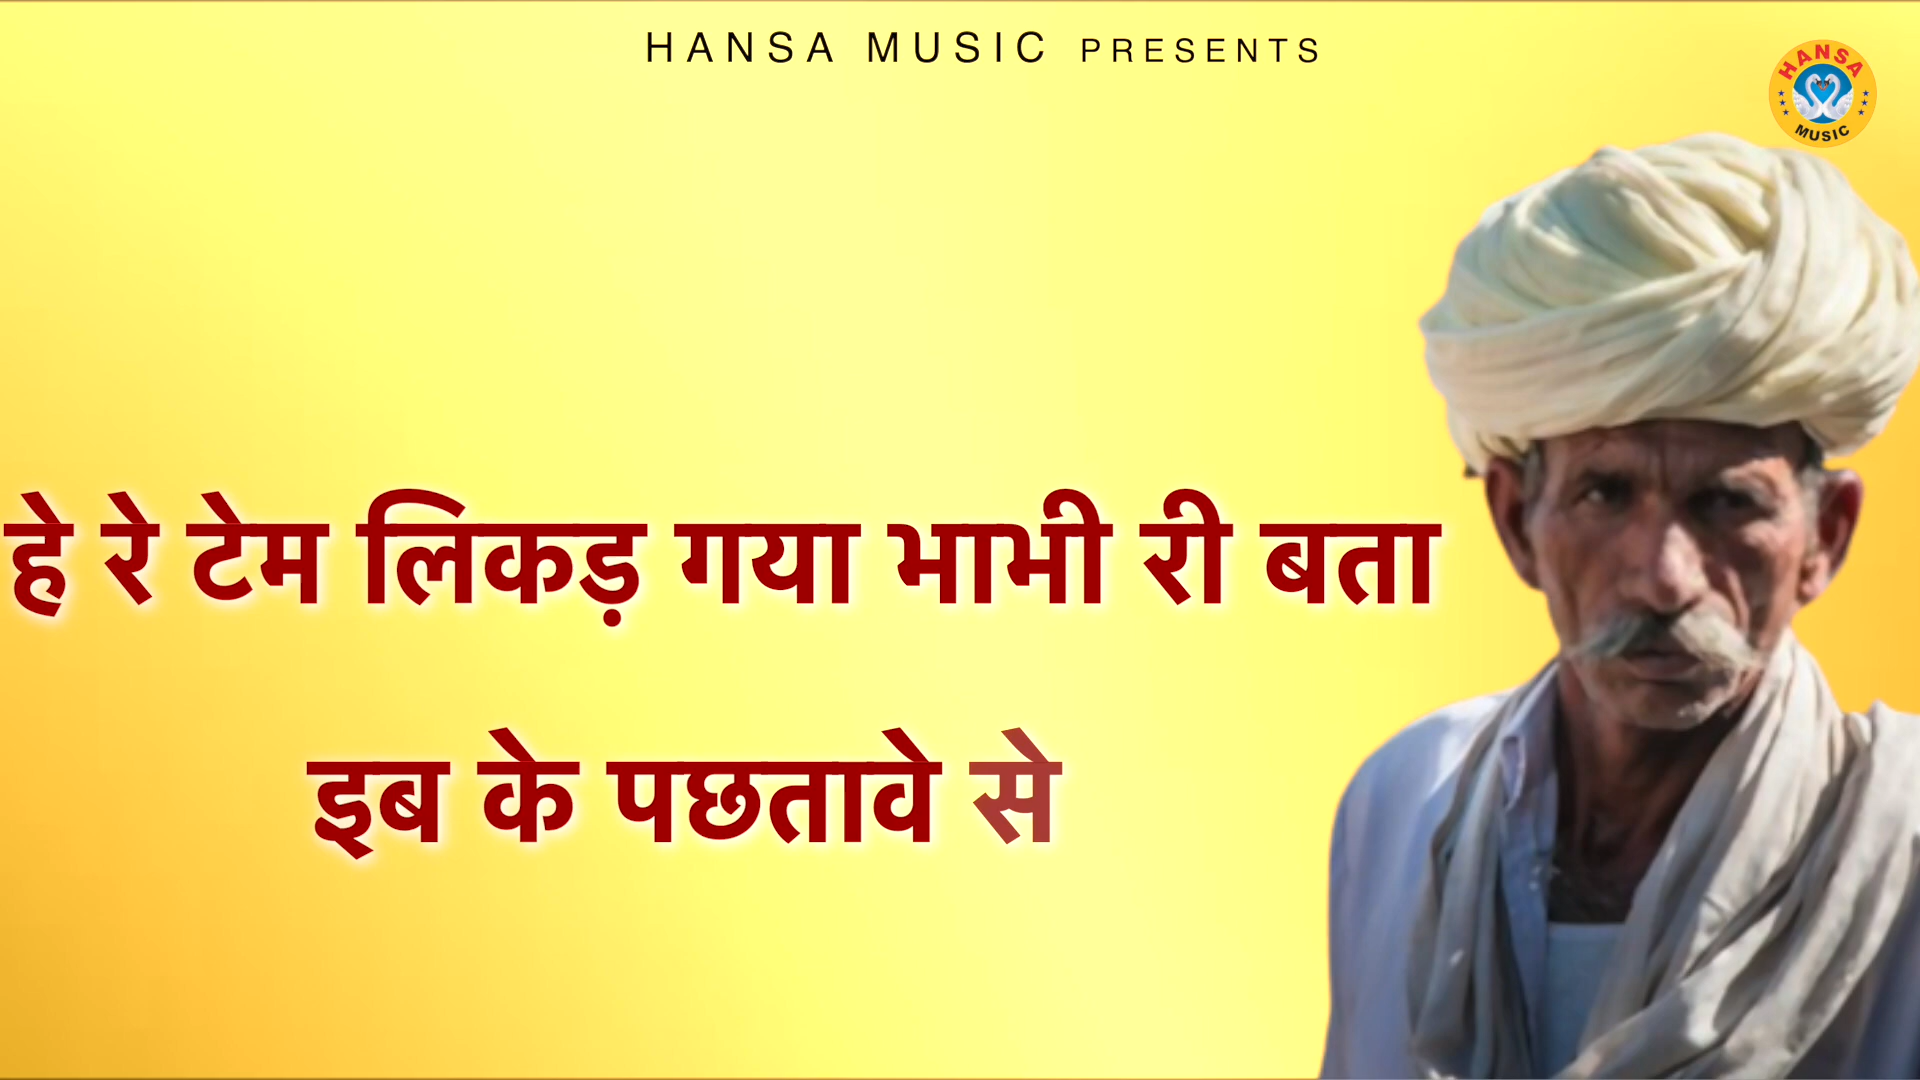 HANSA MUSIC PRESENTS
HANSA
MUSIC
हे रे टेम लिकड़ गया भाभी री बता
इब के पछतावे से